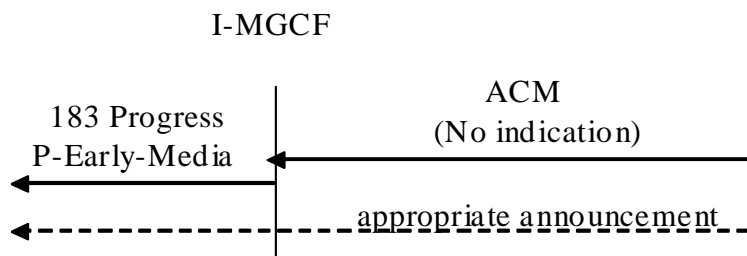 I-MGCF
183 Progress
P-Early-Media
ACM
(No indication)
appropriate announcement